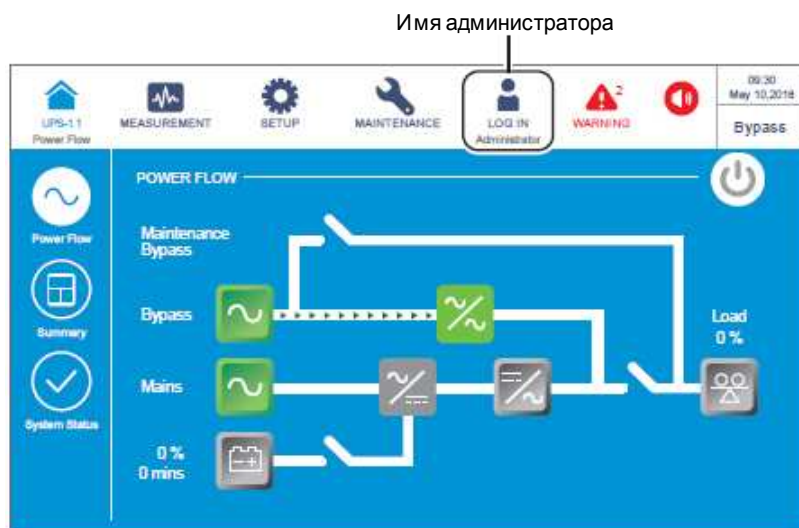 Имя администратора
09:30
May 10,2016
UPS-1.1
Power Flow
MEASUREMENT
SETUP
MAINTENANCE
LOG IN
Administrator
2
WARNING
Bypass
POWER FLOW
Power Flow
Maintenance
Bypass
Summary
Bypass
Load
0 %
Mains
System Status
0 %
0 mins